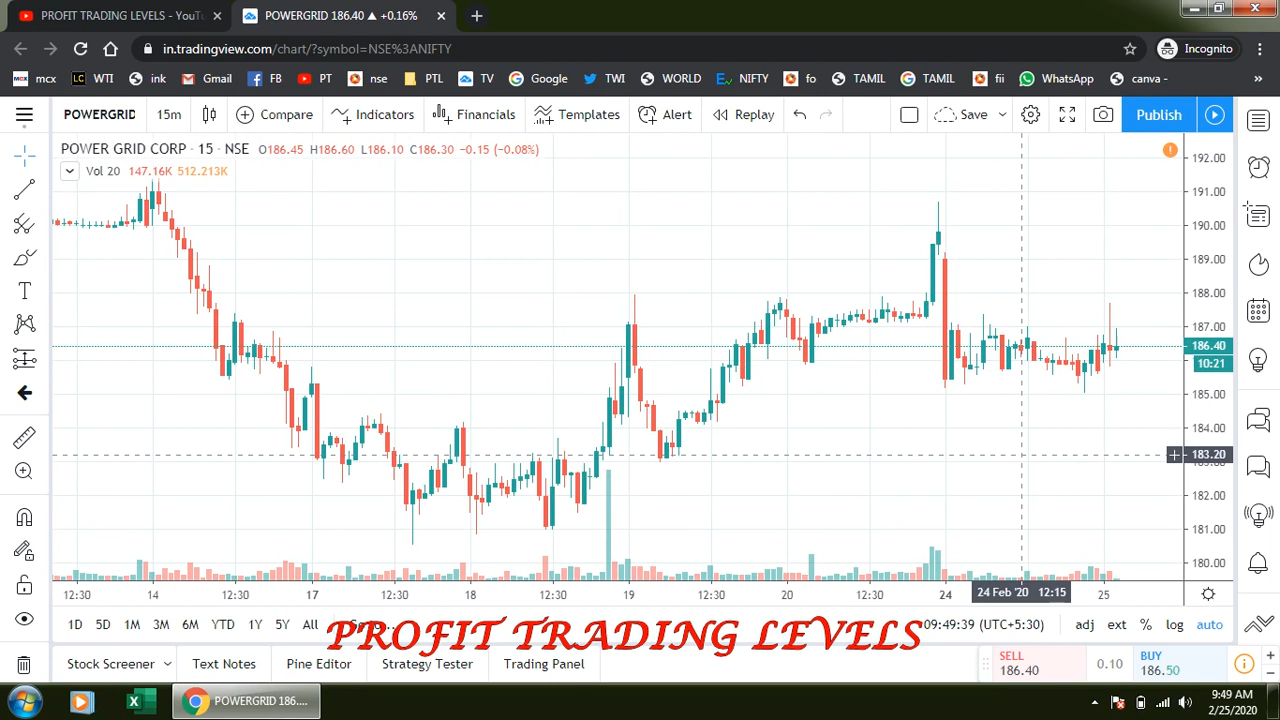 PROFIT TRADING LEVELS - YouT
POWERGRID 186.40 ▲ +0.16%
in.tradingview.com/chart/?symbol=NSE%3ANIFTY
Incognito
mcx WTI ink Gmail FB PT nse PTL TV Google TWI WORLD NIFTY fo TAMIL TAMIL fii WhatsApp canva - »
POWERGRID 15m Compare Indicators Financials Templates Alert Replay Save Publish
POWER GRID CORP · 15 · NSE O186.45 H186.60 L186.10 C186.30 −0.15 (−0.08%)
Vol 20 147.16K 512.213K
192.00
191.00
190.00
189.00
188.00
187.00
186.40
10:21
185.00
184.00
183.20
182.00
181.00
180.00
12:30 14 12:30 17 12:30 18 12:30 19 12:30 20 12:30 24 24 Feb '20 12:15 25
1D 5D 1M 3M 6M YTD 1Y 5Y All 09:49:39 (UTC+5:30) adj ext % log auto
PROFIT TRADING LEVELS
Stock Screener Text Notes Pine Editor Strategy Tester Trading Panel
SELL
186.40
0.10
BUY
186.50
POWERGRID 186....
9:49 AM
2/25/2020